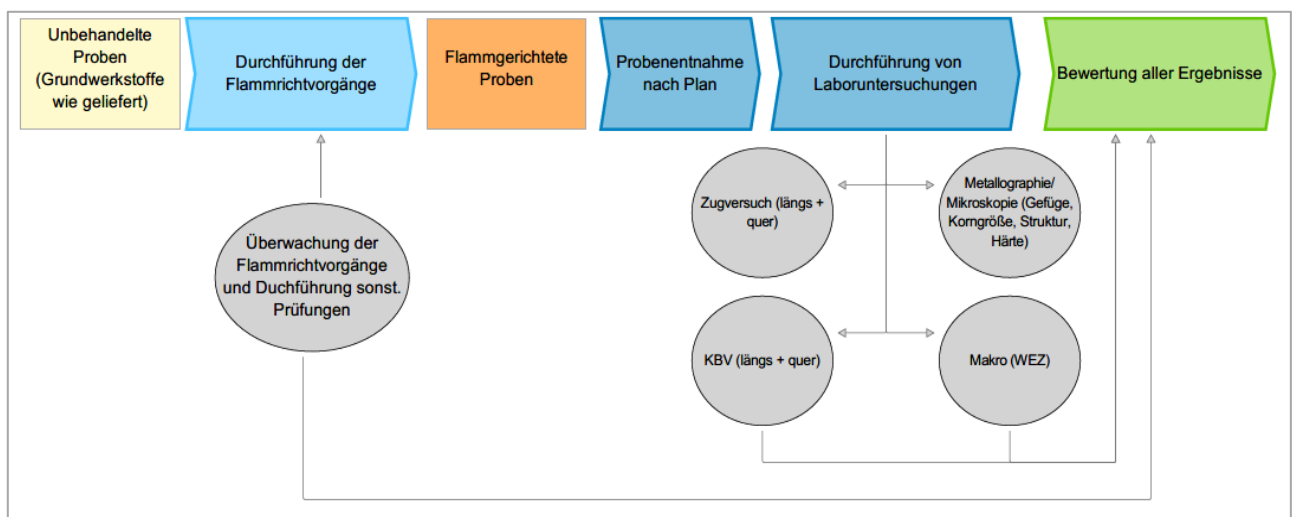 Unbehandelte
Proben
(Grundwerkstoffe
wie geliefert)
Durchführung der
Flammrichtvorgänge
Flammgerichtete
Proben
Probenentnahme
nach Plan
Durchführung von
Laboruntersuchungen
Bewertung aller Ergebnisse
Zugversuch (längs +
quer)
Metallographie/
Mikroskopie (Gefüge,
Korngröße, Struktur,
Härte)
Überwachung der
Flammrichtvorgänge
und Duchführung sonst.
Prüfungen
KBV (längs + quer)
Makro (WEZ)